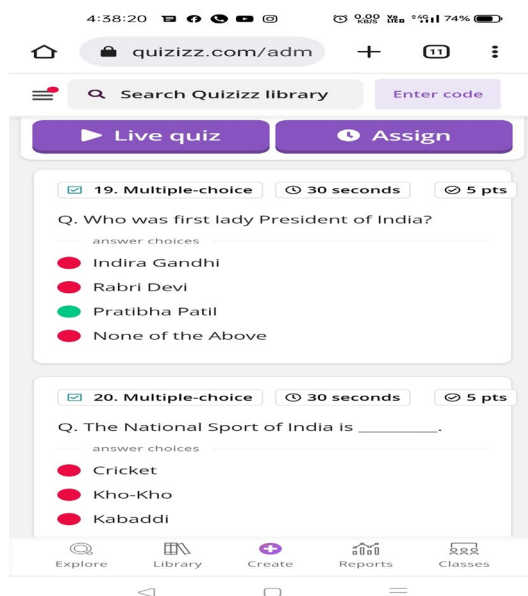 4:38:20 0.00 KB/S Vo LTE 4G 74%
quizizz.com/adm 11
Search Quizizz library Enter code
Live quiz Assign
19. Multiple-choice 30 seconds 5 pts
Q. Who was first lady President of India?
answer choices
Indira Gandhi
Rabri Devi
Pratibha Patil
None of the Above
20. Multiple-choice 30 seconds 5 pts
Q. The National Sport of India is ________.
answer choices
Cricket
Kho-Kho
Kabaddi
Explore Library Create Reports Classes